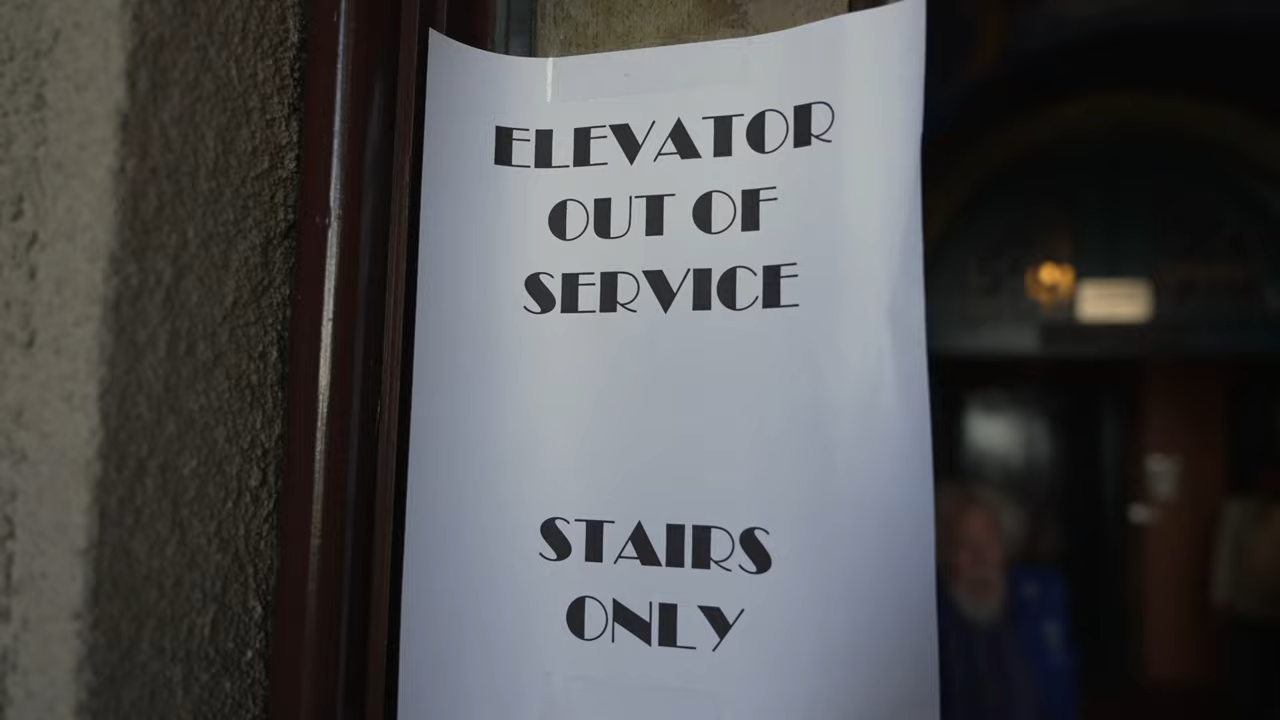 ELEVATOR
OUT OF
SERVICE
STAIRS
ONLY